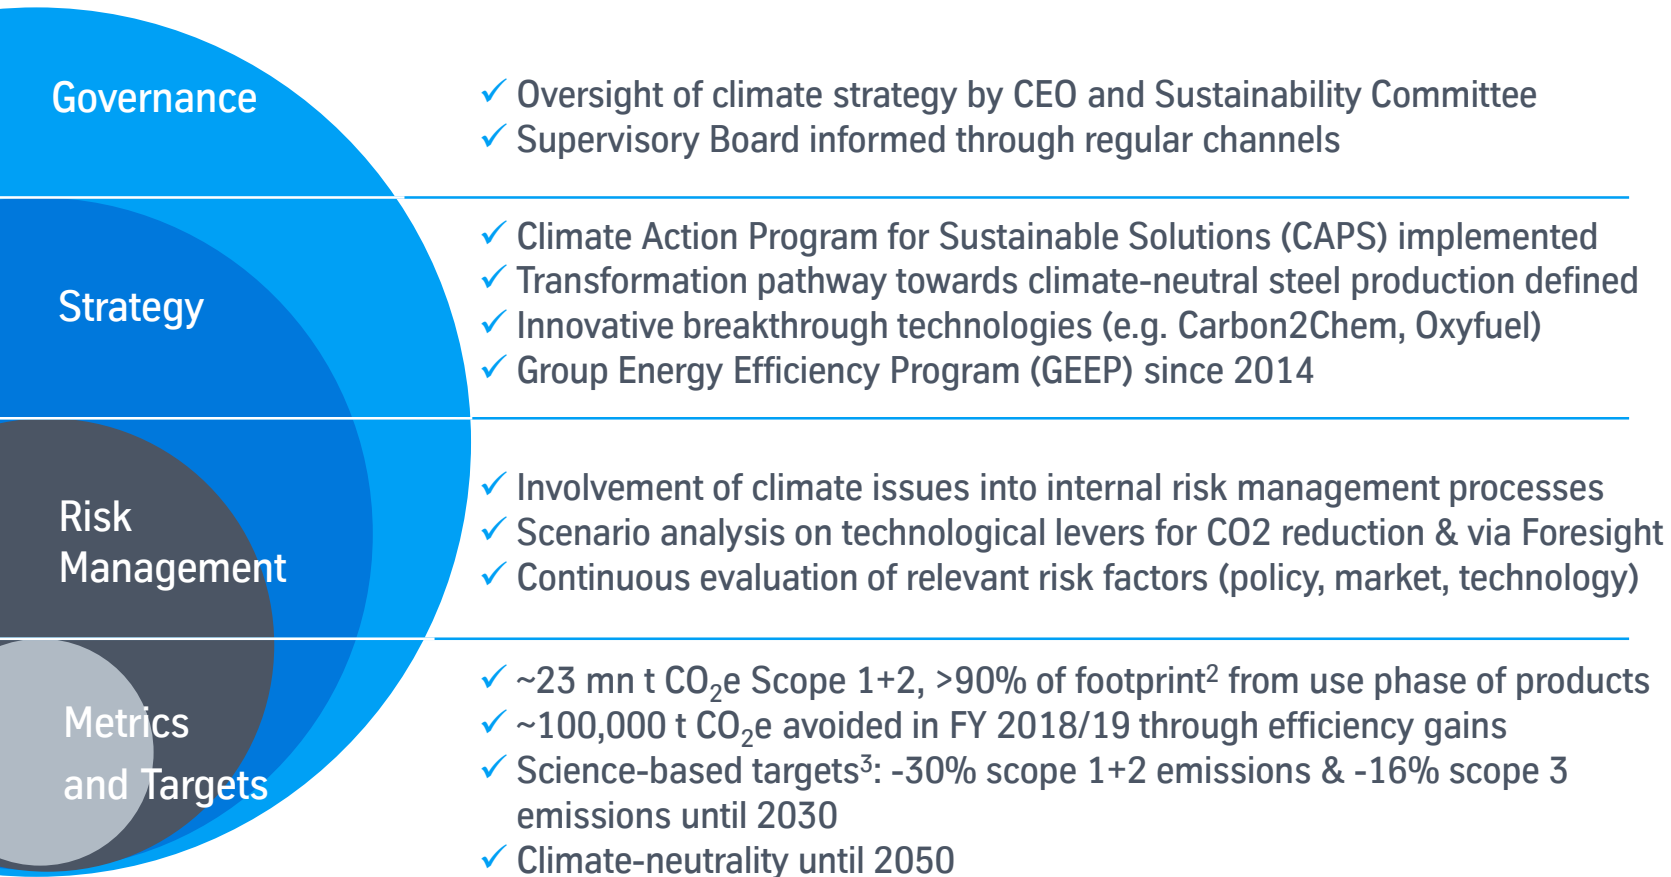 Governance
✓ Oversight of climate strategy by CEO and Sustainability Committee
✓ Supervisory Board informed through regular channels
Strategy
✓ Climate Action Program for Sustainable Solutions (CAPS) implemented
✓ Transformation pathway towards climate-neutral steel production defined
✓ Innovative breakthrough technologies (e.g. Carbon2Chem, Oxyfuel)
✓ Group Energy Efficiency Program (GEEP) since 2014
Risk
Management
✓ Involvement of climate issues into internal risk management processes
✓ Scenario analysis on technological levers for CO2 reduction & via Foresight
✓ Continuous evaluation of relevant risk factors (policy, market, technology)
Metrics
and Targets
✓ ~23 mn t CO₂e Scope 1+2, >90% of footprint² from use phase of products
✓ ~100,000 t CO₂e avoided in FY 2018/19 through efficiency gains
✓ Science-based targets³: -30% scope 1+2 emissions & -16% scope 3
emissions until 2030
✓ Climate-neutrality until 2050